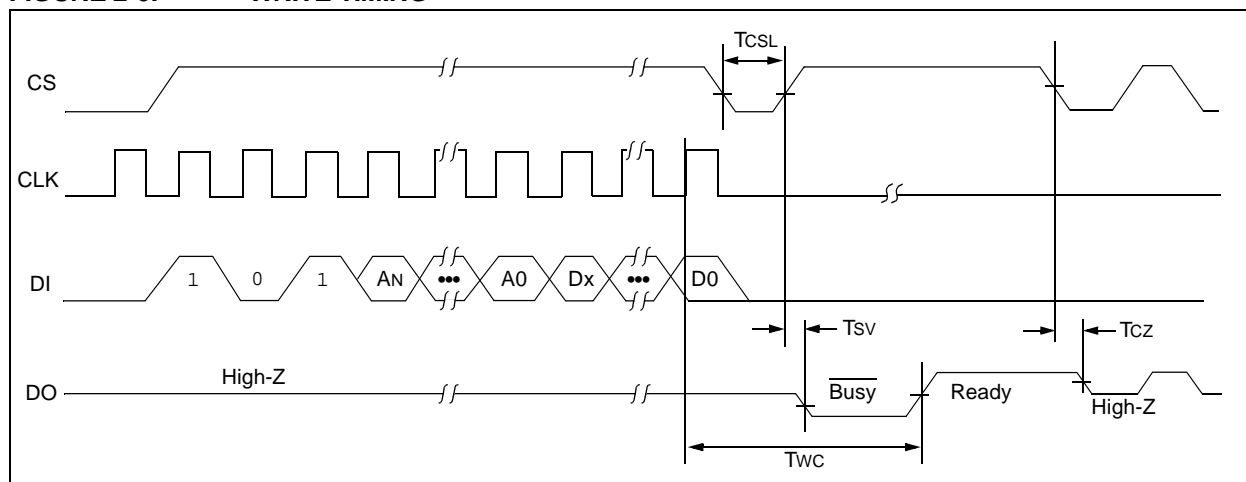 TCSL
CS
CLK
DI 1 0 1 AN ••• A0 Dx ••• D0
TSV TCZ
High-Z
DO Busy Ready High-Z
TWC